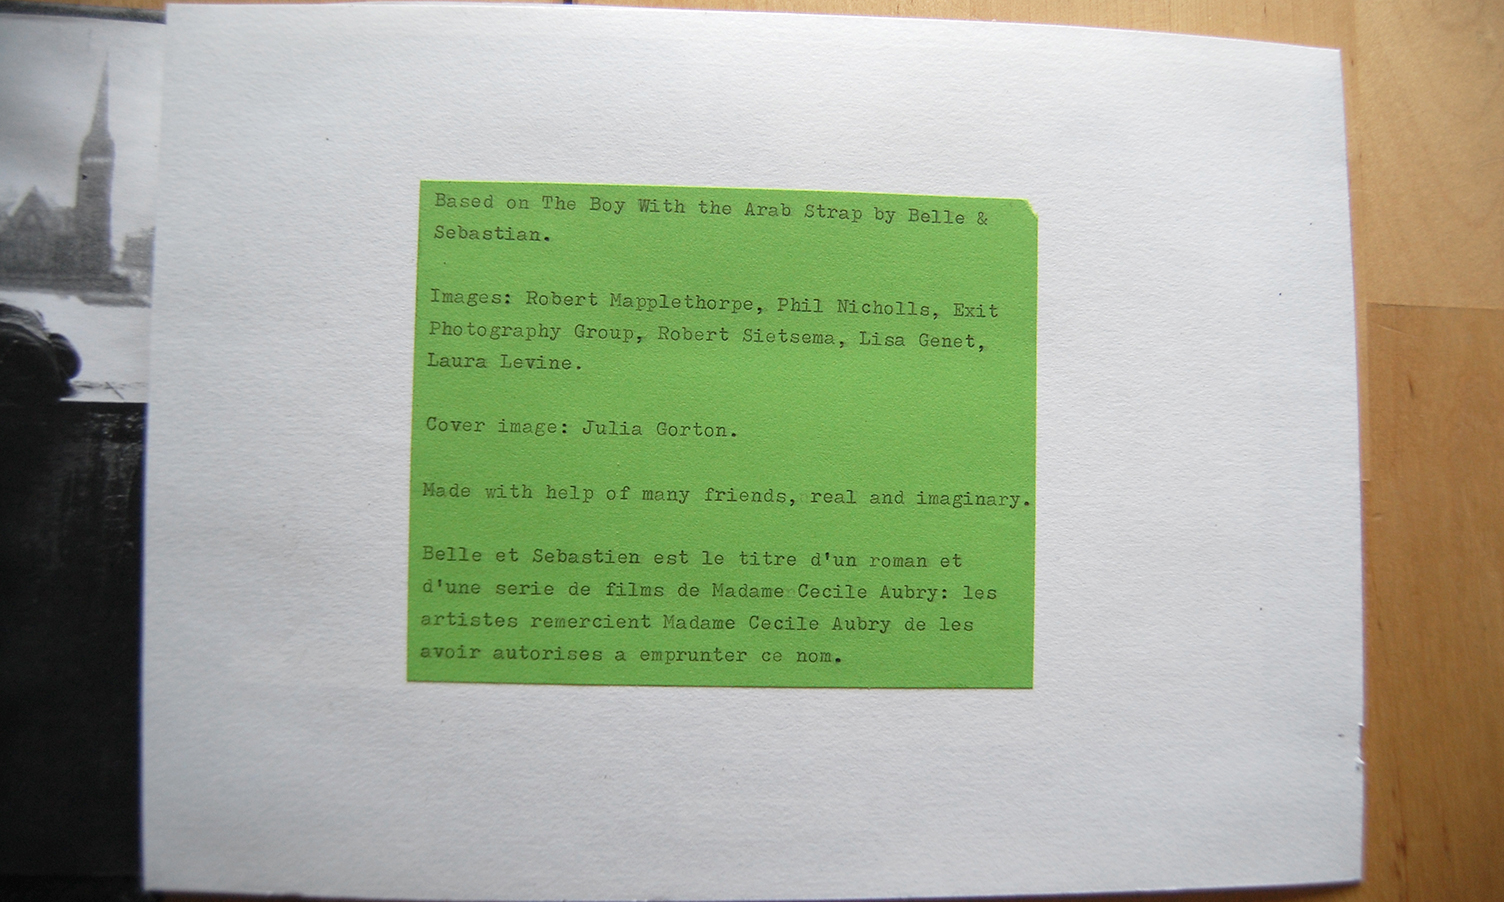 Based on The Boy With the Arab Strap by Belle &
Sebastian.
Images: Robert Mapplethorpe, Phil Nicholls, Exit
Photography Group, Robert Sietsema, Lisa Genet,
Laura Levine.
Cover image: Julia Gorton.
Made with help of many friends, real and imaginary.
Belle et Sebastien est le titre d'un roman et
d'une serie de films de Madame Cecile Aubry: les
artistes remercient Madame Cecile Aubry de les
avoir autorises a emprunter ce nom.